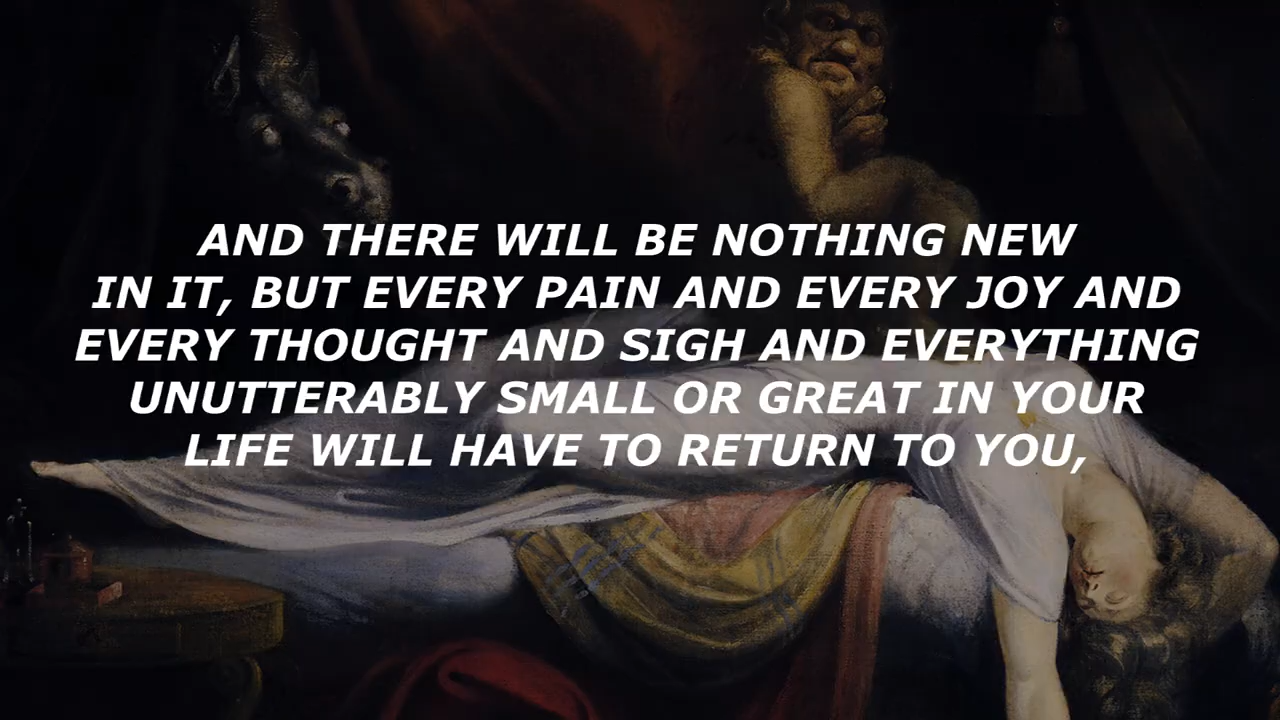 AND THERE WILL BE NOTHING NEW
IN IT, BUT EVERY PAIN AND EVERY JOY AND
EVERY THOUGHT AND SIGH AND EVERYTHING
UNUTTERABLY SMALL OR GREAT IN YOUR
LIFE WILL HAVE TO RETURN TO YOU,